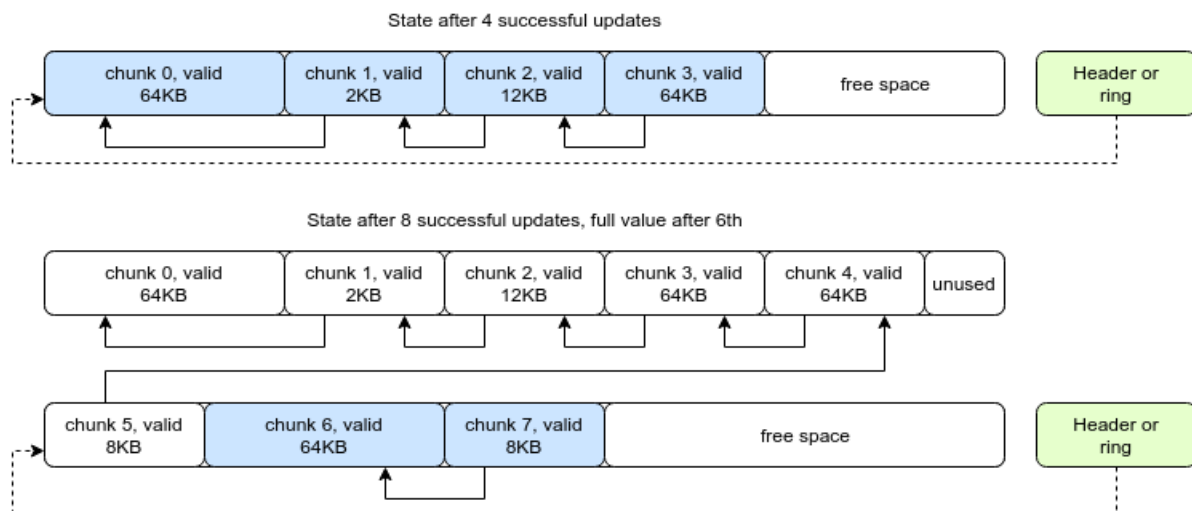 State after 4 successful updates
chunk 0, valid
64KB
chunk 1, valid
2KB
chunk 2, valid
12KB
chunk 3, valid
64KB
free space
Header or
ring
State after 8 successful updates, full value after 6th
chunk 0, valid
64KB
chunk 1, valid
2KB
chunk 2, valid
12KB
chunk 3, valid
64KB
chunk 4, valid
64KB
unused
chunk 5, valid
8KB
chunk 6, valid
64KB
chunk 7, valid
8KB
free space
Header or
ring